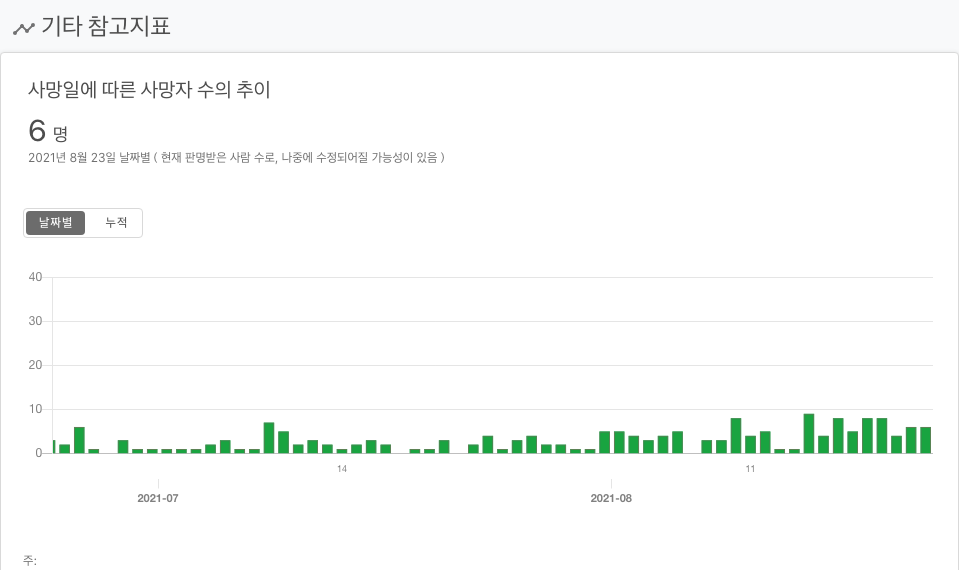 기타 참고지표
사망일에 따른 사망자 수의 추이
6 명
2021년 8월 23일 날짜별 ( 현재 판명받은 사람 수로, 나중에 수정되어질 가능성이 있음 )
날짜별 누적
40
30
20
10
0
14 11
2021-07 2021-08
주: